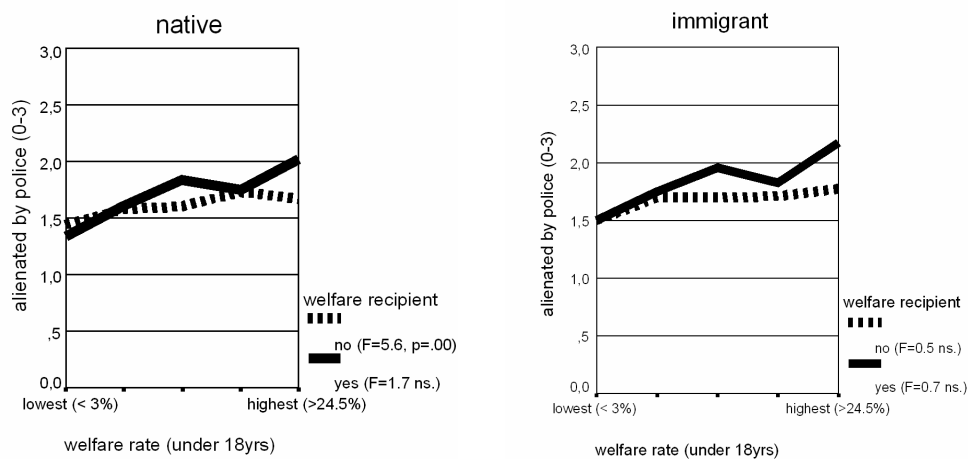 native
3,0
2,5
2,0
1,5
1,0
,5
0,0
alienated by police (0-3)
lowest (< 3%)
highest (>24.5%)
welfare rate (under 18yrs)
welfare recipient
no (F=5.6, p=.00)
yes (F=1.7 ns.)
immigrant
3,0
2,5
2,0
1,5
1,0
,5
0,0
alienated by police (0-3)
lowest (< 3%)
highest (>24.5%)
welfare rate (under 18yrs)
welfare recipient
no (F=0.5 ns.)
yes (F=0.7 ns.)